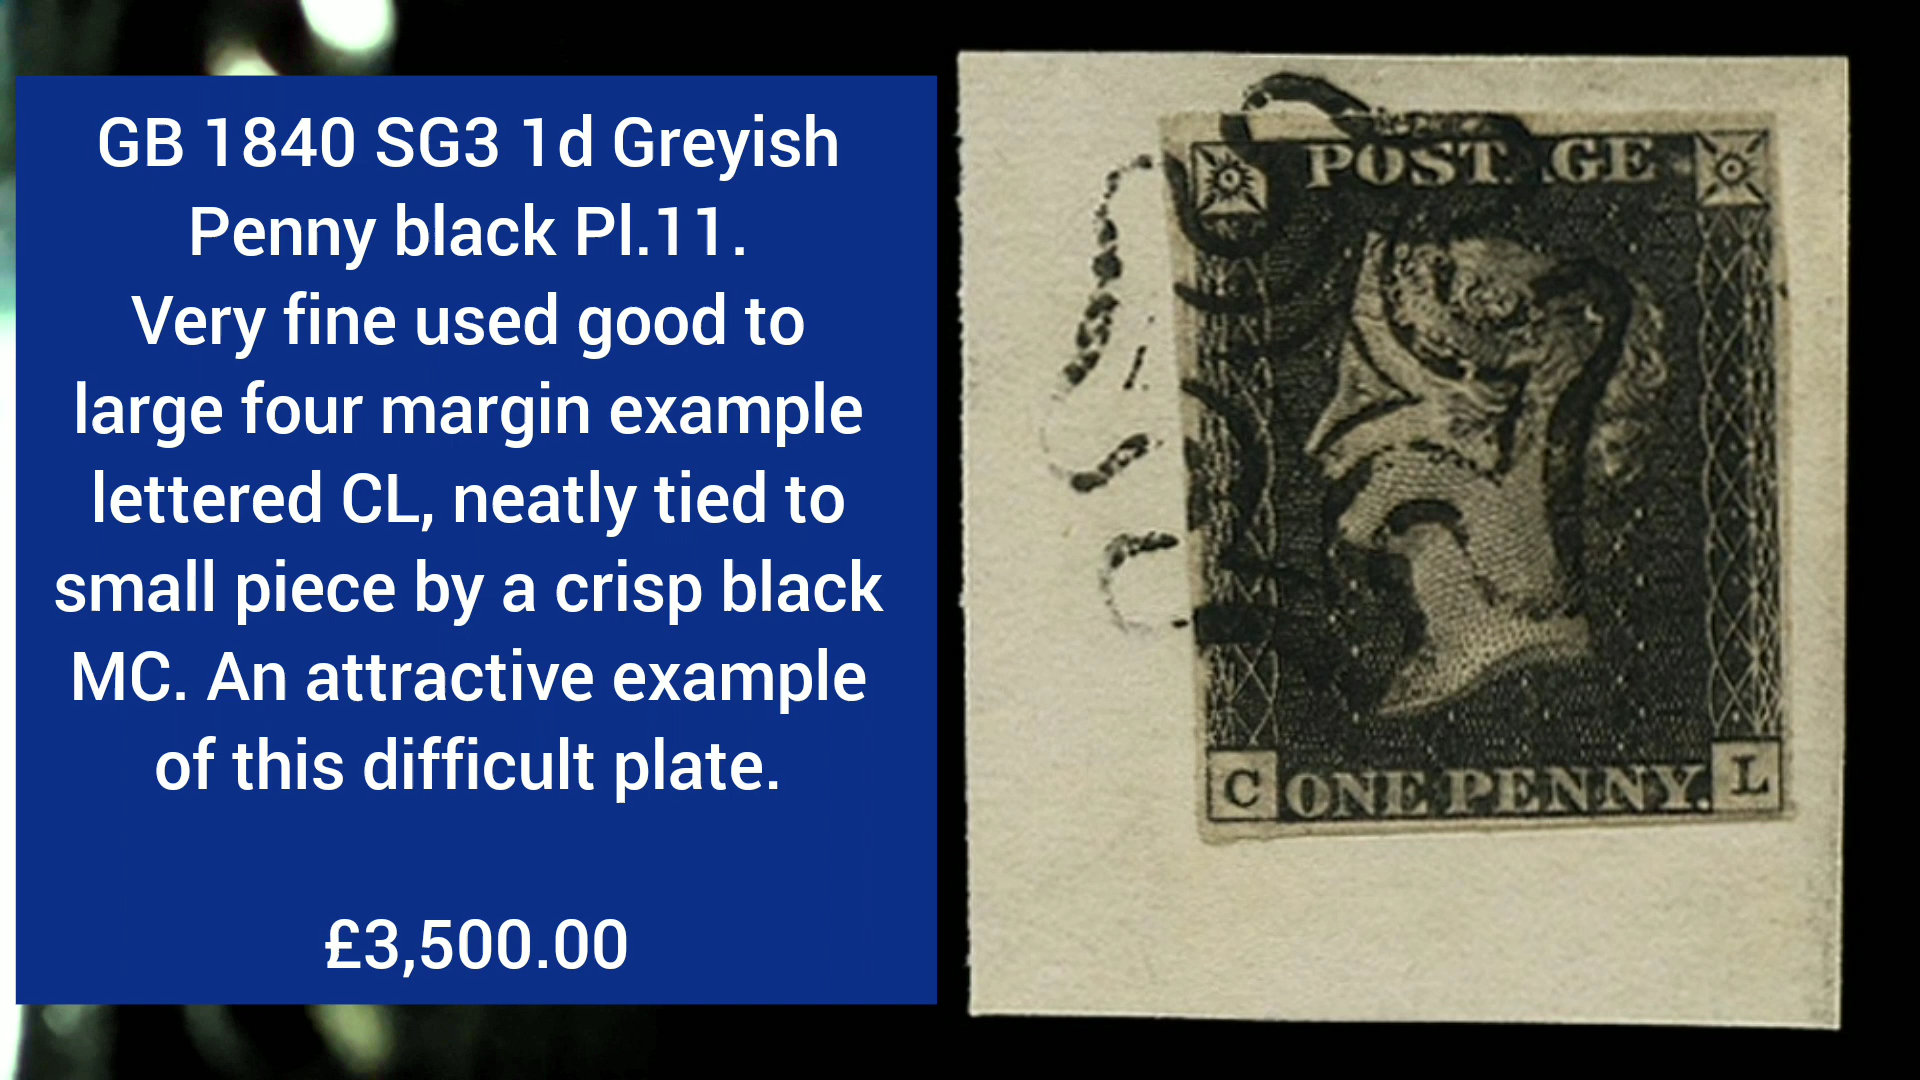 GB 1840 SG3 1d Greyish
Penny black Pl.11.
Very fine used good to
large four margin example
lettered CL, neatly tied to
small piece by a crisp black
MC. An attractive example
of this difficult plate.
£3,500.00
POST GE
C ONE PENNY. L